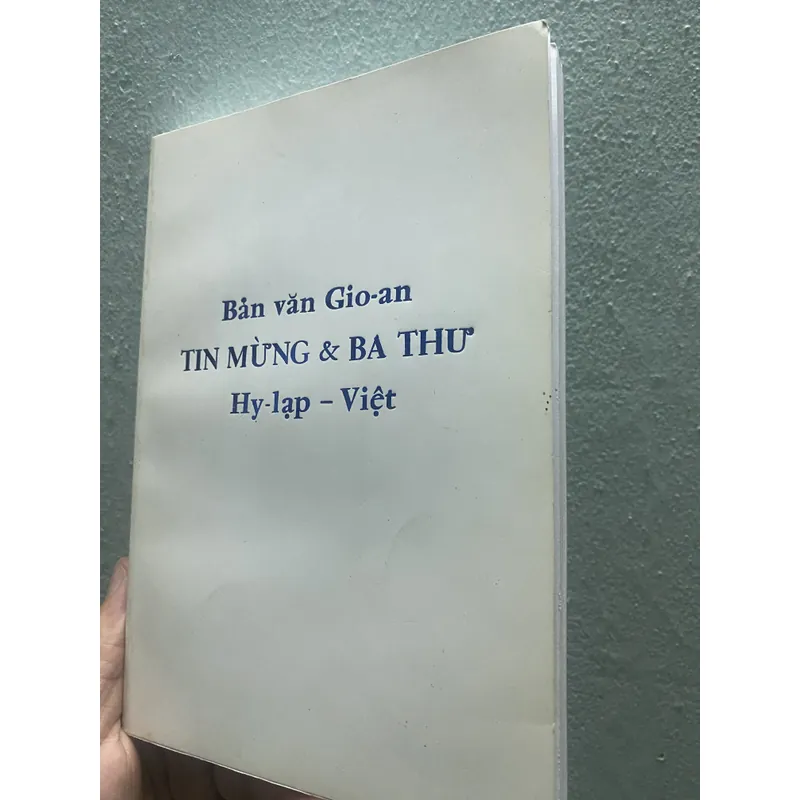 Bản văn Gio-an
TIN MỪNG & BA THƯ
Hy-lạp – Việt